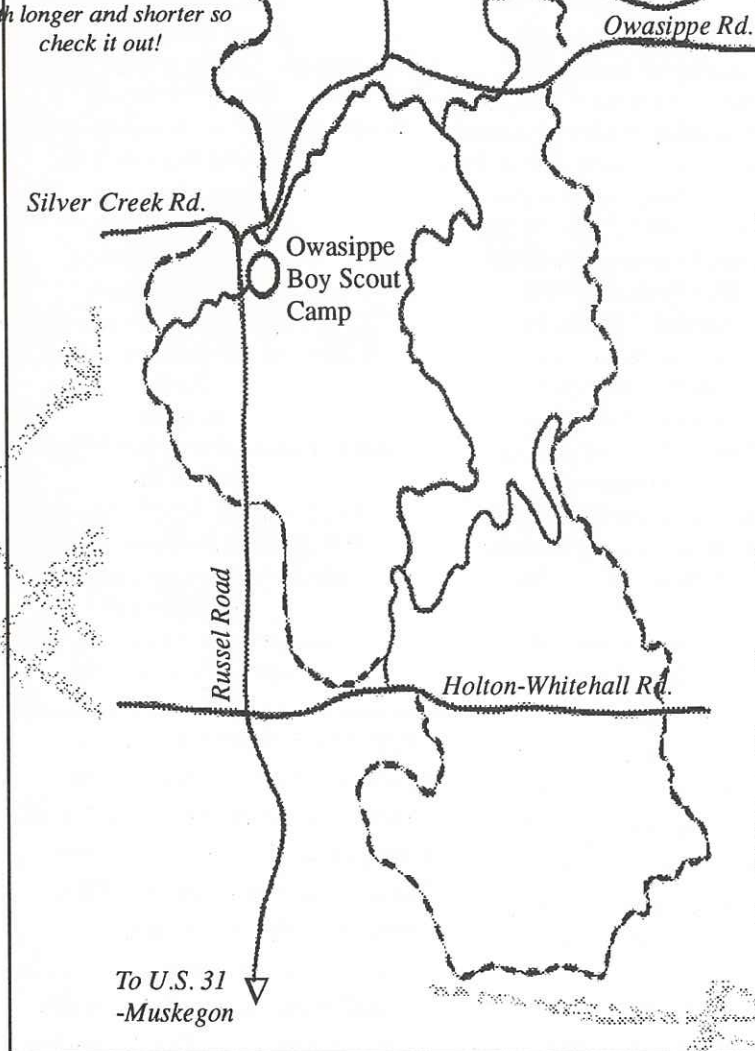 longer and shorter so
check it out!
Owasippe Rd.
Silver Creek Rd.
Owasippe
Boy Scout
Camp
Russel Road
Holton-Whitehall Rd.
To U.S. 31
-Muskegon